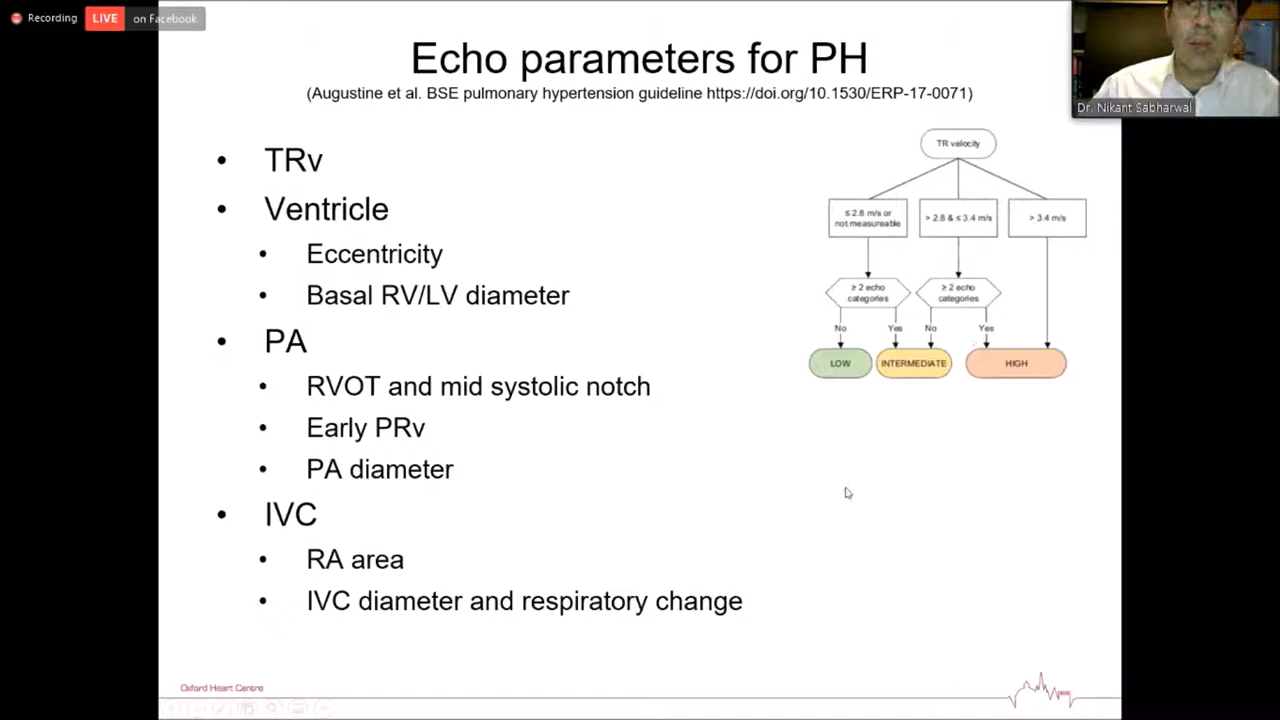 Recording
LIVE on Facebook
Echo parameters for PH
(Augustine et al. BSE pulmonary hypertension guideline https://doi.org/10.1530/ERP-17-0071)
Dr. Nikant Sabharwal
• TRv
• Ventricle
• Eccentricity
• Basal RV/LV diameter
• PA
• RVOT and mid systolic notch
• Early PRv
• PA diameter
• IVC
• RA area
• IVC diameter and respiratory change
TR velocity
≤ 2.8 m/s or
not measureable
> 2.8 & ≤ 3.4 m/s
> 3.4 m/s
≥ 2 echo
categories
≥ 2 echo
categories
No
Yes
No
Yes
LOW
INTERMEDIATE
HIGH
Oxford Heart Centre